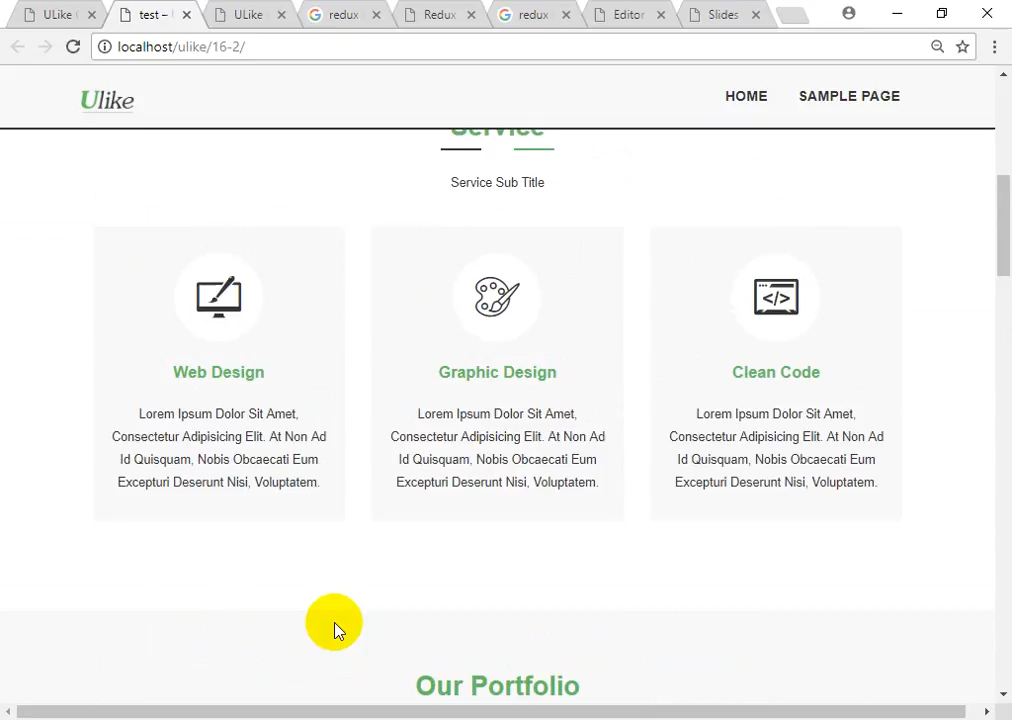 ULike
test –
ULike
redux
Redux
redux
Editor
Slides
localhost/ulike/16-2/
Ulike
HOME
SAMPLE PAGE
Service
Service Sub Title
</>
Web Design
Graphic Design
Clean Code
Lorem Ipsum Dolor Sit Amet,
Consectetur Adipisicing Elit. At Non Ad
Id Quisquam, Nobis Obcaecati Eum
Excepturi Deserunt Nisi, Voluptatem.
Lorem Ipsum Dolor Sit Amet,
Consectetur Adipisicing Elit. At Non Ad
Id Quisquam, Nobis Obcaecati Eum
Excepturi Deserunt Nisi, Voluptatem.
Lorem Ipsum Dolor Sit Amet,
Consectetur Adipisicing Elit. At Non Ad
Id Quisquam, Nobis Obcaecati Eum
Excepturi Deserunt Nisi, Voluptatem.
Our Portfolio